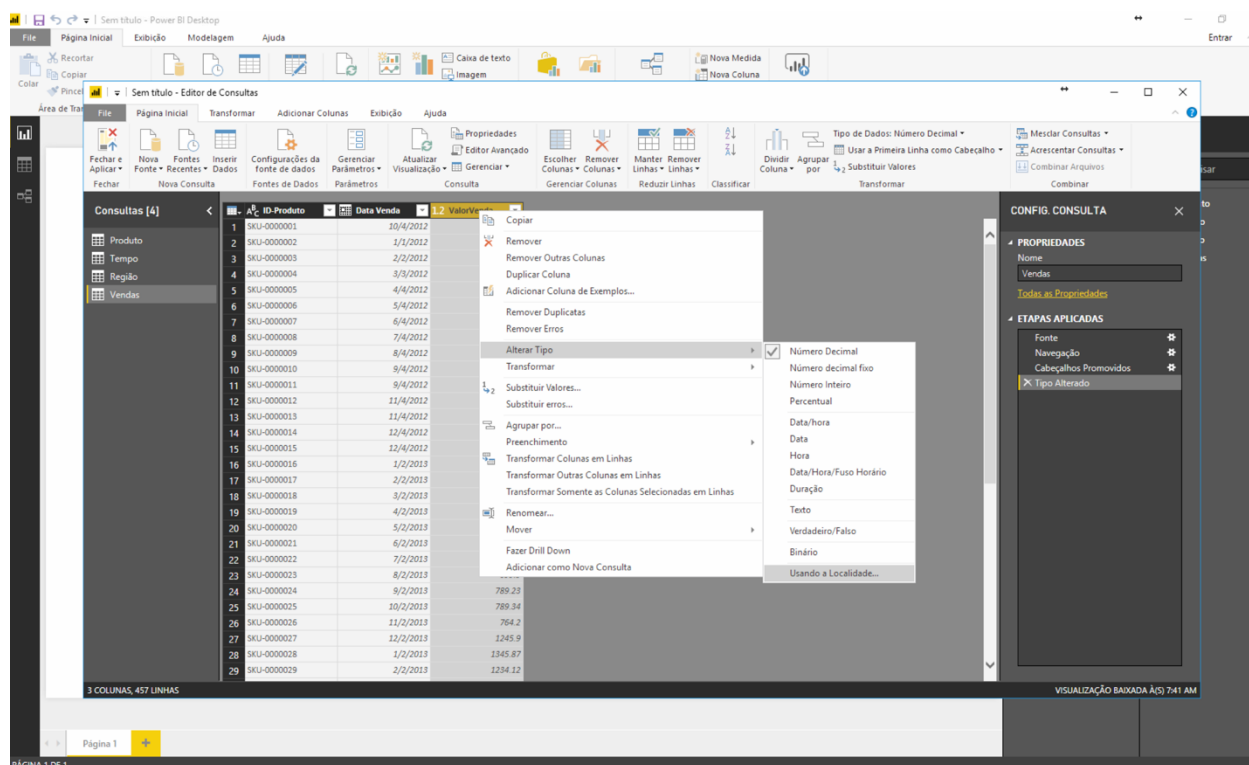 Sem título - Power BI Desktop
File Página Inicial Exibição Modelagem Ajuda Entrar
Recortar
Copiar
Pincel
Colar
Área de Tra
Caixa de texto
Imagem
Nova Medida
Nova Coluna
Sem título - Editor de Consultas
File Página Inicial Transformar Adicionar Colunas Exibição Ajuda
Fechar e Aplicar
Nova Fonte
Fontes Recentes
Inserir Dados
Configurações da fonte de dados
Gerenciar Parâmetros
Atualizar Visualização
Propriedades
Editor Avançado
Gerenciar
Escolher Colunas
Remover Colunas
Manter Linhas
Remover Linhas
Dividir Coluna
Agrupar por
Tipo de Dados: Número Decimal
Usar a Primeira Linha como Cabeçalho
Substituir Valores
Mesclar Consultas
Acrescentar Consultas
Combinar Arquivos
Fechar Nova Consulta Fontes de Dados Parâmetros Consulta Gerenciar Colunas Reduzir Linhas Classificar Transformar Combinar
Consultas [4]
Produto
Tempo
Região
Vendas
ID-Produto Data Venda 1.2 ValorVenda
1 SKU-0000001 10/4/2012
2 SKU-0000002 1/1/2012
3 SKU-0000003 2/2/2012
4 SKU-0000004 3/3/2012
5 SKU-0000005 4/4/2012
6 SKU-0000006 5/4/2012
7 SKU-0000007 6/4/2012
8 SKU-0000008 7/4/2012
9 SKU-0000009 8/4/2012
10 SKU-0000010 9/4/2012
11 SKU-0000011 9/4/2012
12 SKU-0000012 11/4/2012
13 SKU-0000013 11/4/2012
14 SKU-0000014 12/4/2012
15 SKU-0000015 12/4/2012
16 SKU-0000016 1/2/2013
17 SKU-0000017 2/2/2013
18 SKU-0000018 3/2/2013
19 SKU-0000019 4/2/2013
20 SKU-0000020 5/2/2013
21 SKU-0000021 6/2/2013
22 SKU-0000022 7/2/2013
23 SKU-0000023 8/2/2013
24 SKU-0000024 9/2/2013 789.23
25 SKU-0000025 10/2/2013 789.34
26 SKU-0000026 11/2/2013 764.2
27 SKU-0000027 12/2/2013 1245.9
28 SKU-0000028 1/2/2013 1345.87
29 SKU-0000029 2/2/2013 1234.12
Copiar
Remover
Remover Outras Colunas
Duplicar Coluna
Adicionar Coluna de Exemplos...
Remover Duplicatas
Remover Erros
Alterar Tipo
Transformar
Substituir Valores...
Substituir erros...
Agrupar por...
Preenchimento
Transformar Colunas em Linhas
Transformar Outras Colunas em Linhas
Transformar Somente as Colunas Selecionadas em Linhas
Renomear...
Mover
Fazer Drill Down
Adicionar como Nova Consulta
Número Decimal
Número decimal fixo
Número Inteiro
Percentual
Data/hora
Data
Hora
Data/Hora/Fuso Horário
Duração
Texto
Verdadeiro/Falso
Binário
Usando a Localidade...
CONFIG. CONSULTA
PROPRIEDADES
Nome
Vendas
Todas as Propriedades
ETAPAS APLICADAS
Fonte
Navegação
Cabeçalhos Promovidos
Tipo Alterado
3 COLUNAS, 457 LINHAS
VISUALIZAÇÃO BAIXADA À(S) 7:41 AM
Página 1
PÁGINA 1 DE 1